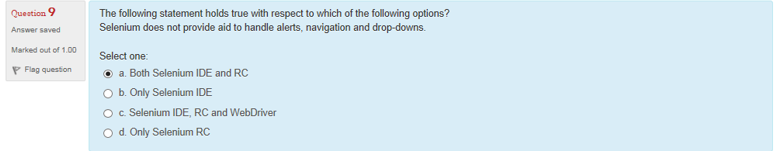 Question 9
Answer saved
Marked out of 1.00
Flag question
The following statement holds true with respect to which of the following options?
Selenium does not provide aid to handle alerts, navigation and drop-downs.
Select one:
a. Both Selenium IDE and RC
b. Only Selenium IDE
c. Selenium IDE, RC and WebDriver
d. Only Selenium RC